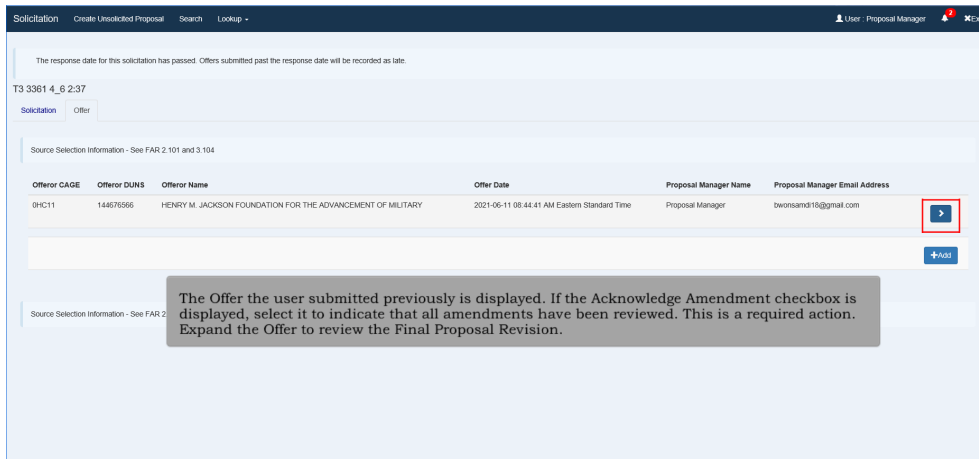 Solicitation Create Unsolicited Proposal Search Lookup User : Proposal Manager 2 Ex
The response date for this solicitation has passed. Offers submitted past the response date will be recorded as late.
T3 3361 4_6 2:37
Solicitation Offer
Source Selection Information - See FAR 2.101 and 3.104
Offeror CAGE Offeror DUNS Offeror Name Offer Date Proposal Manager Name Proposal Manager Email Address
0HC11 144676566 HENRY M. JACKSON FOUNDATION FOR THE ADVANCEMENT OF MILITARY 2021-06-11 08:44:41 AM Eastern Standard Time Proposal Manager bwonsamdi18@gmail.com
+Add
The Offer the user submitted previously is displayed. If the Acknowledge Amendment checkbox is
displayed, select it to indicate that all amendments have been reviewed. This is a required action.
Expand the Offer to review the Final Proposal Revision.
Source Selection Information - See FAR 2